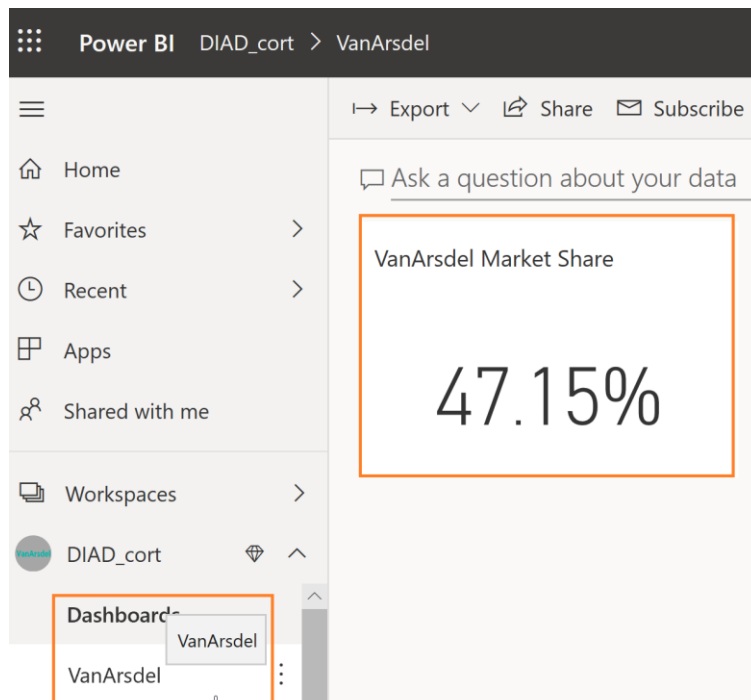 Power BI DIAD_cort > VanArsdel
Export Share Subscribe
Home
Ask a question about your data
Favorites
VanArsdel Market Share
Recent
Apps
47.15%
Shared with me
Workspaces
VanArsdel
DIAD_cort
Dashboards
VanArsdel
VanArsdel